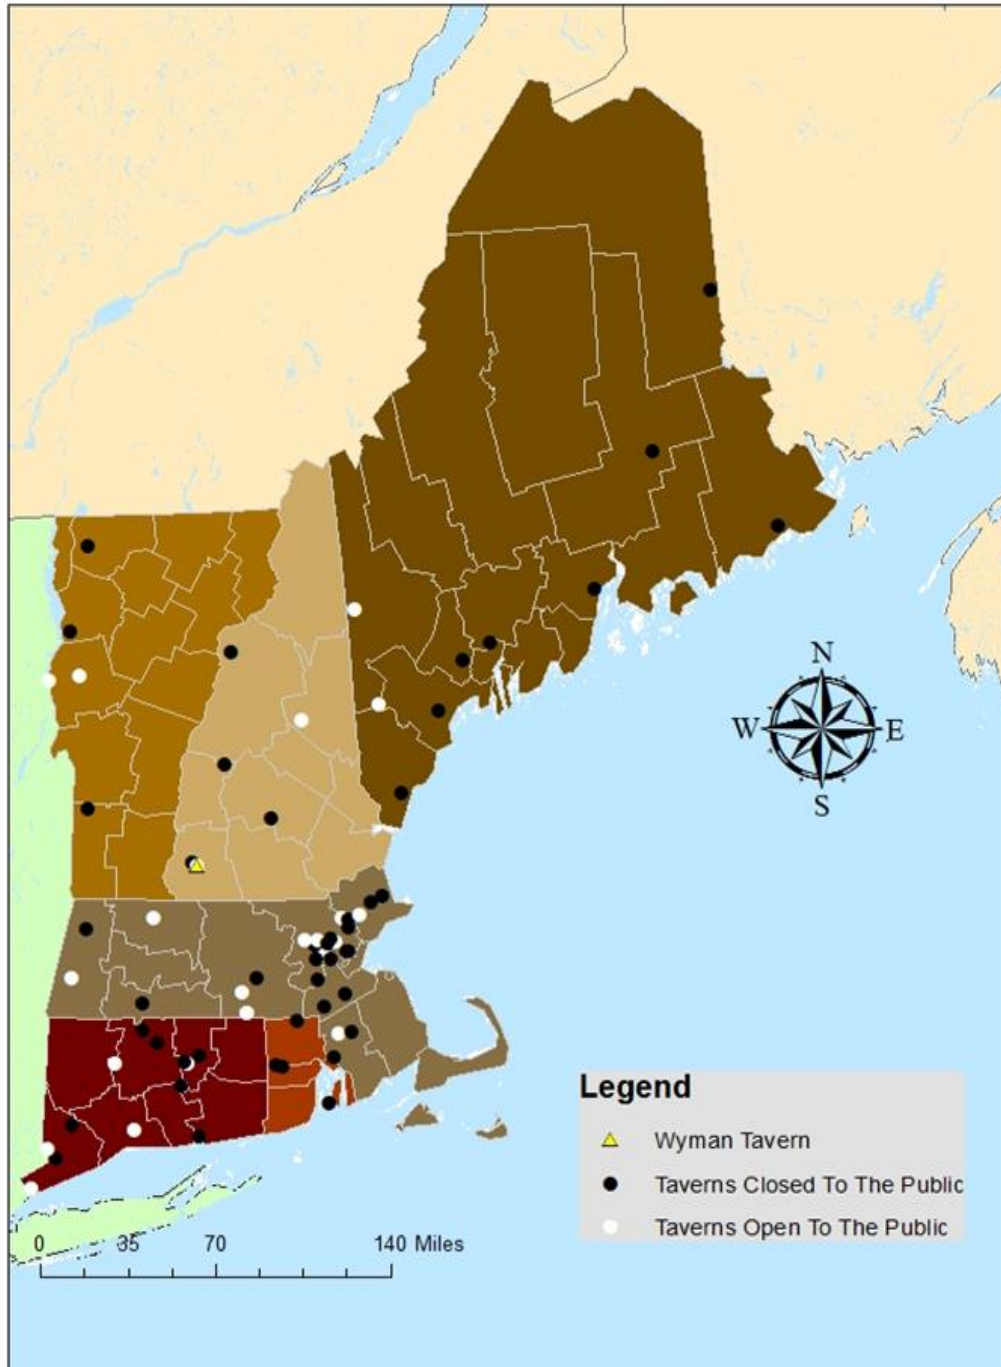 N
W E
S
Legend
Wyman Tavern
Taverns Closed To The Public
Taverns Open To The Public
0 35 70 140 Miles